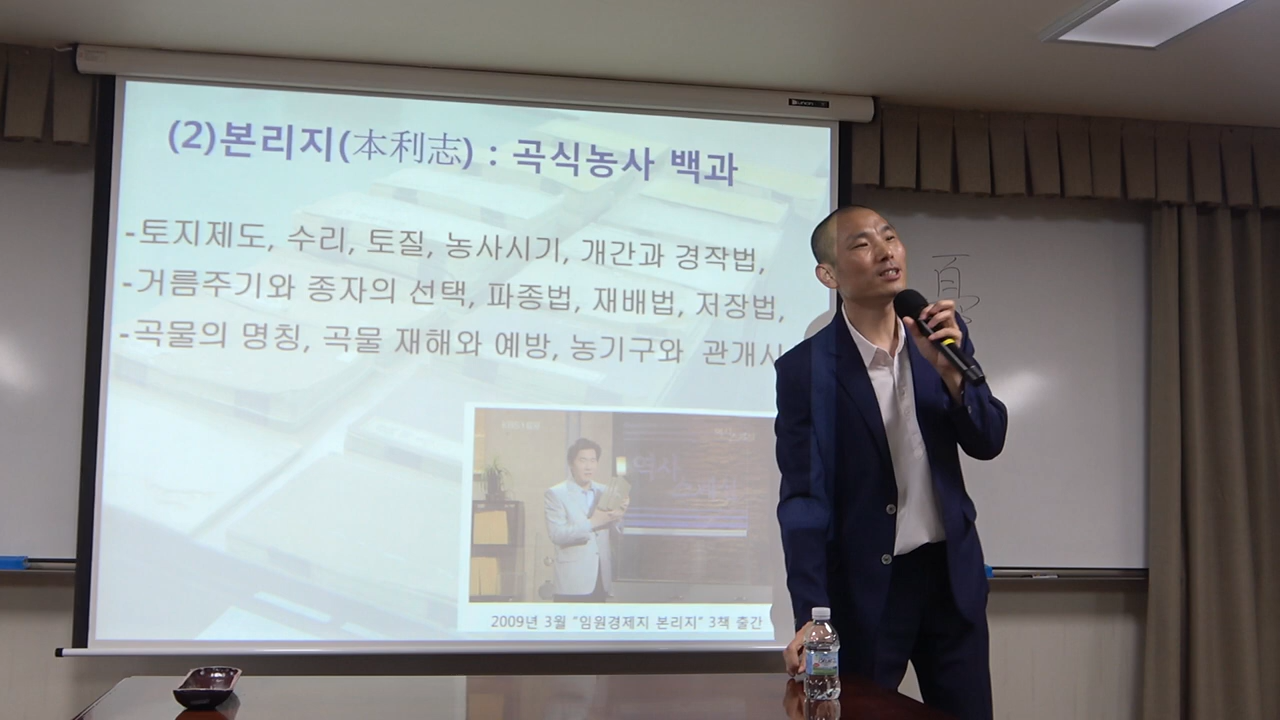 (2)본리지(本利志) : 곡식농사 백과
-토지제도, 수리, 토질, 농사시기, 개간과 경작법,
-거름주기와 종자의 선택, 파종법, 재배법, 저장법,
-곡물의 명칭, 곡물 재해와 예방, 농기구와 관개시
역사
2009년 3월 "임원경제지 본리지" 3책 출간